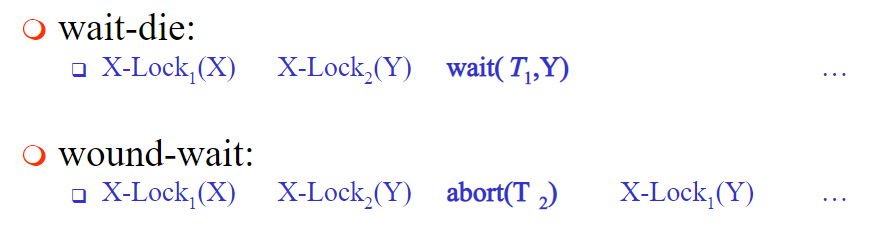 wait-die:
X-Lock₁(X) X-Lock₂(Y) wait( T₁,Y) …
wound-wait:
X-Lock₁(X) X-Lock₂(Y) abort(T ₂) X-Lock₁(Y) …